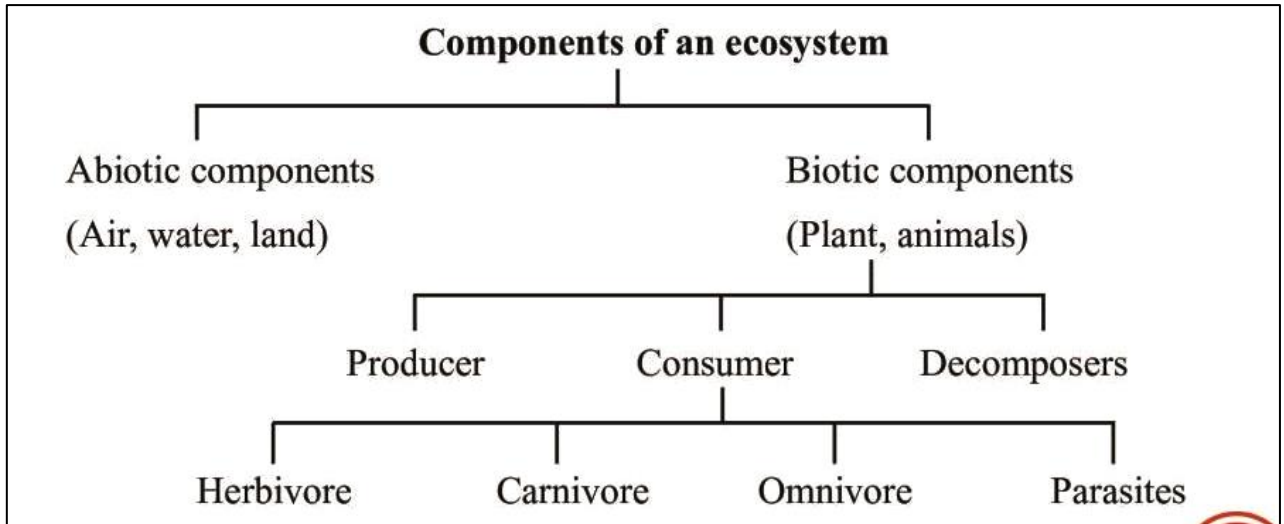 Components of an ecosystem
Abiotic components
Biotic components
(Air, water, land)
(Plant, animals)
Producer
Consumer
Decomposers
Herbivore
Carnivore
Omnivore
Parasites